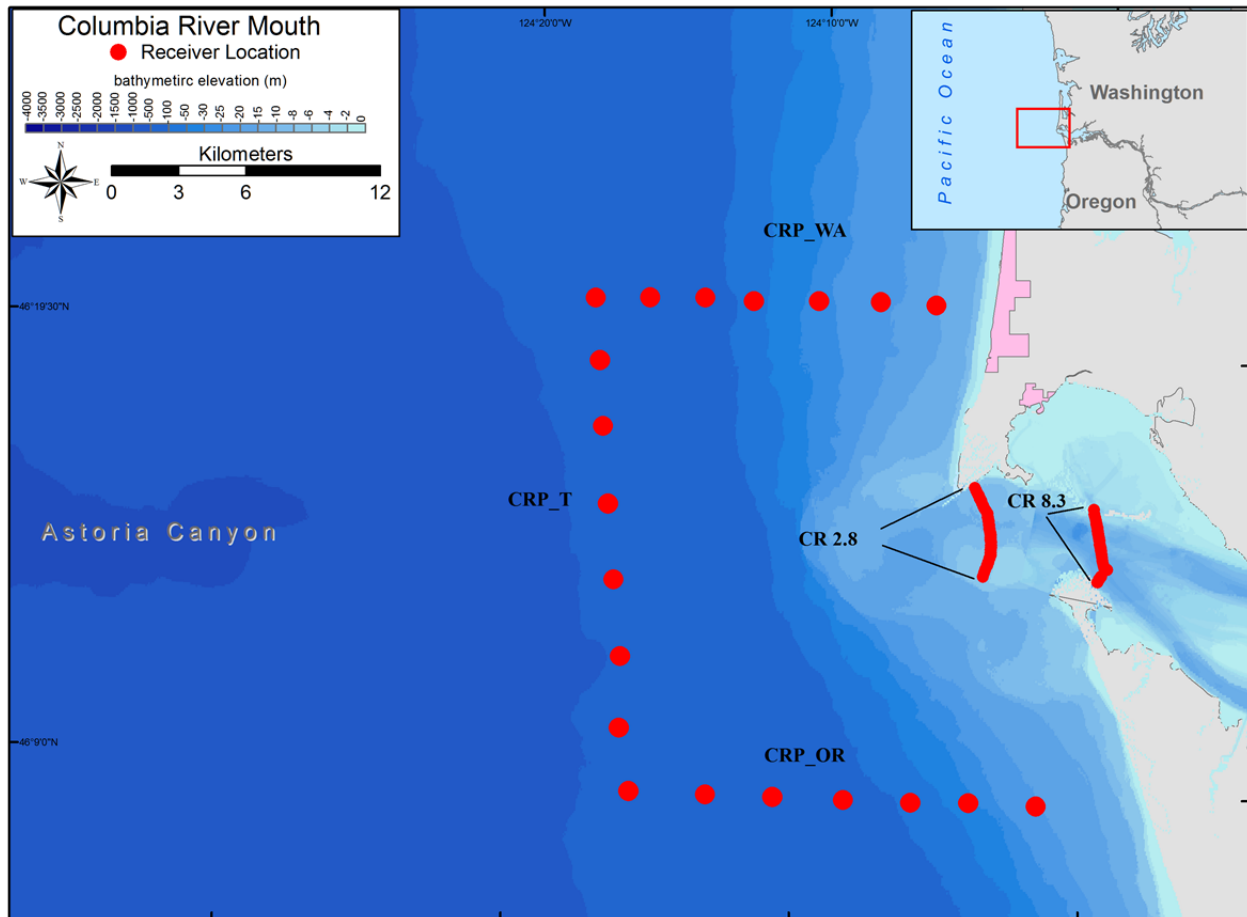 124°20'0"W
124°10'0"W
Columbia River Mouth
Receiver Location
bathymetirc elevation (m)
-4000 -3500 -3000 -2500 -2000 -1500 -1000 -500 -100 -50 -30 -25 -20 -15 -10 -8 -6 -4 -2 0
N
W E
S
Kilometers
0 3 6 12
Pacific Ocean
Washington
Oregon
CRP_WA
46°19'30"N
CRP_T
CR 8.3
Astoria Canyon
CR 2.8
46°9'0"N
CRP_OR